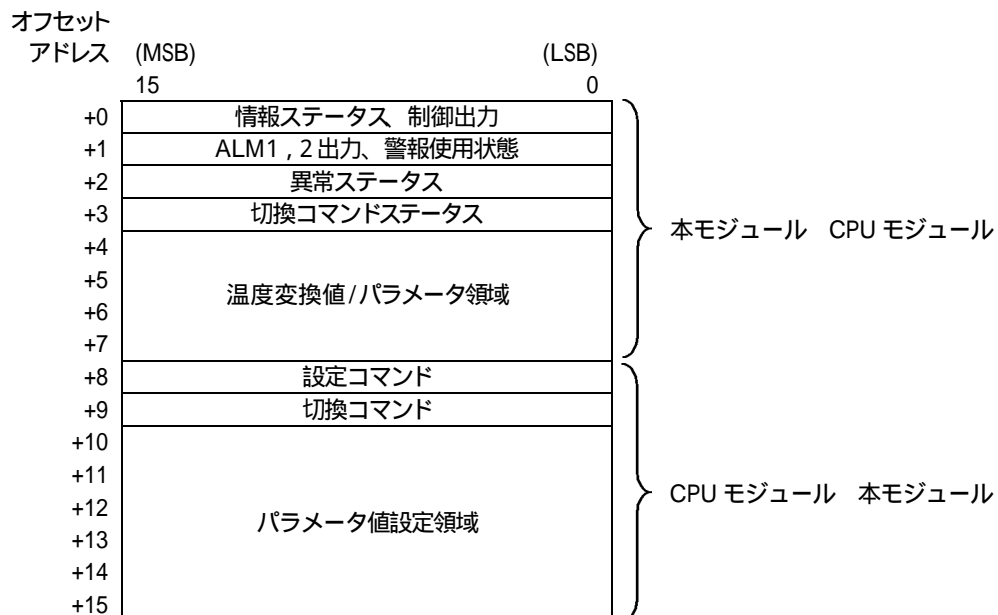 オフセット
アドレス (MSB) (LSB)
15 0
+0 情報ステータス、制御出力
+1 ALM1 , 2 出力、警報使用状態
+2 異常ステータス
+3 切換コマンドステータス
本モジュール CPU モジュール
+4
+5
温度変換値/パラメータ領域
+6
+7
+8 設定コマンド
+9 切換コマンド
+10
+11
CPU モジュール 本モジュール
+12
パラメータ値設定領域
+13
+14
+15